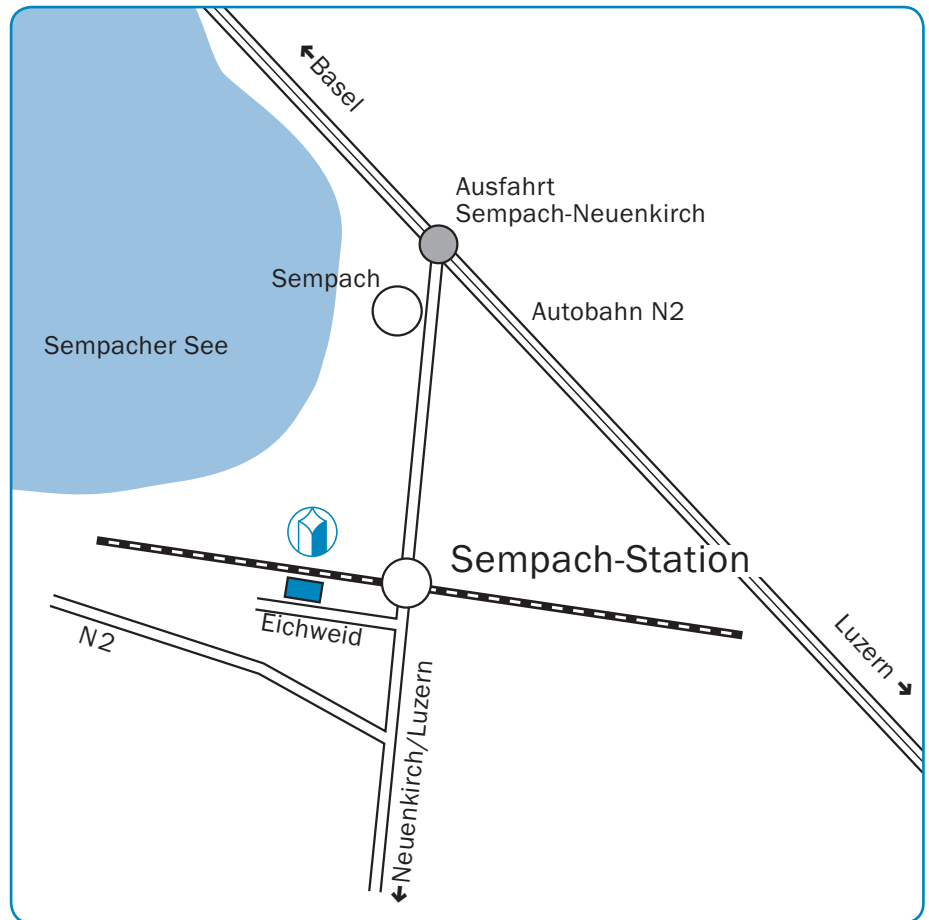 Basel
Ausfahrt
Sempach-Neuenkirch
Sempach
Autobahn N2
Sempacher See
Sempach-Station
Eichweid
N2
Luzern
Neuenkirch/Luzern